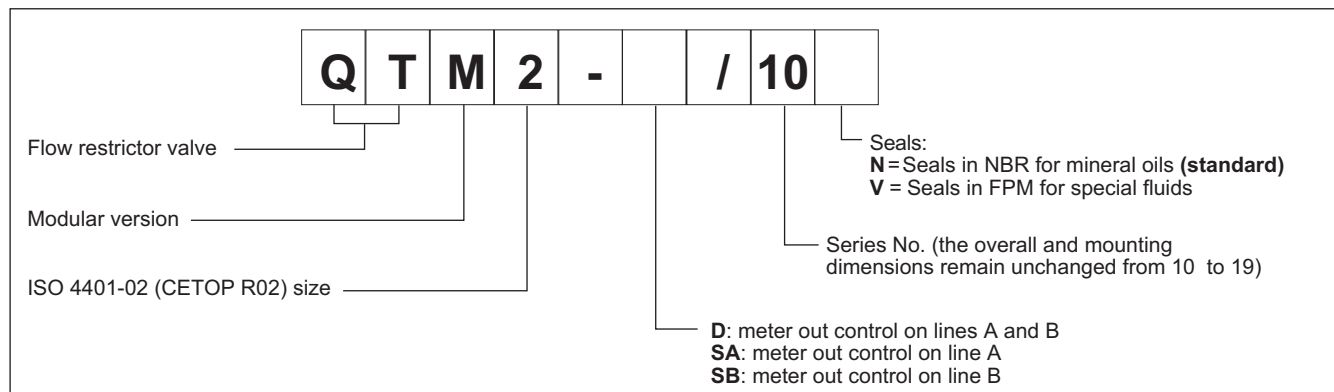 QTM2-/10
Flow restrictor valve
Modular version
ISO 4401-02 (CETOP R02) size
Seals:
N=Seals in NBR for mineral oils (standard)
V = Seals in FPM for special fluids
Series No. (the overall and mounting
dimensions remain unchanged from 10 to 19)
D: meter out control on lines A and B
SA: meter out control on line A
SB: meter out control on line B